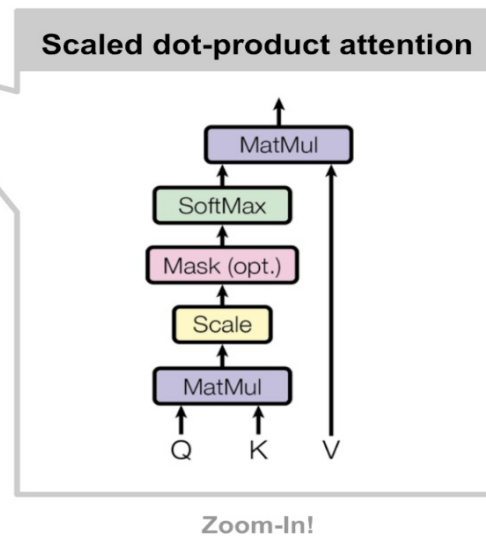 Scaled dot-product attention
MatMul
SoftMax
Mask (opt.)
Scale
MatMul
Q K V
Zoom-In!